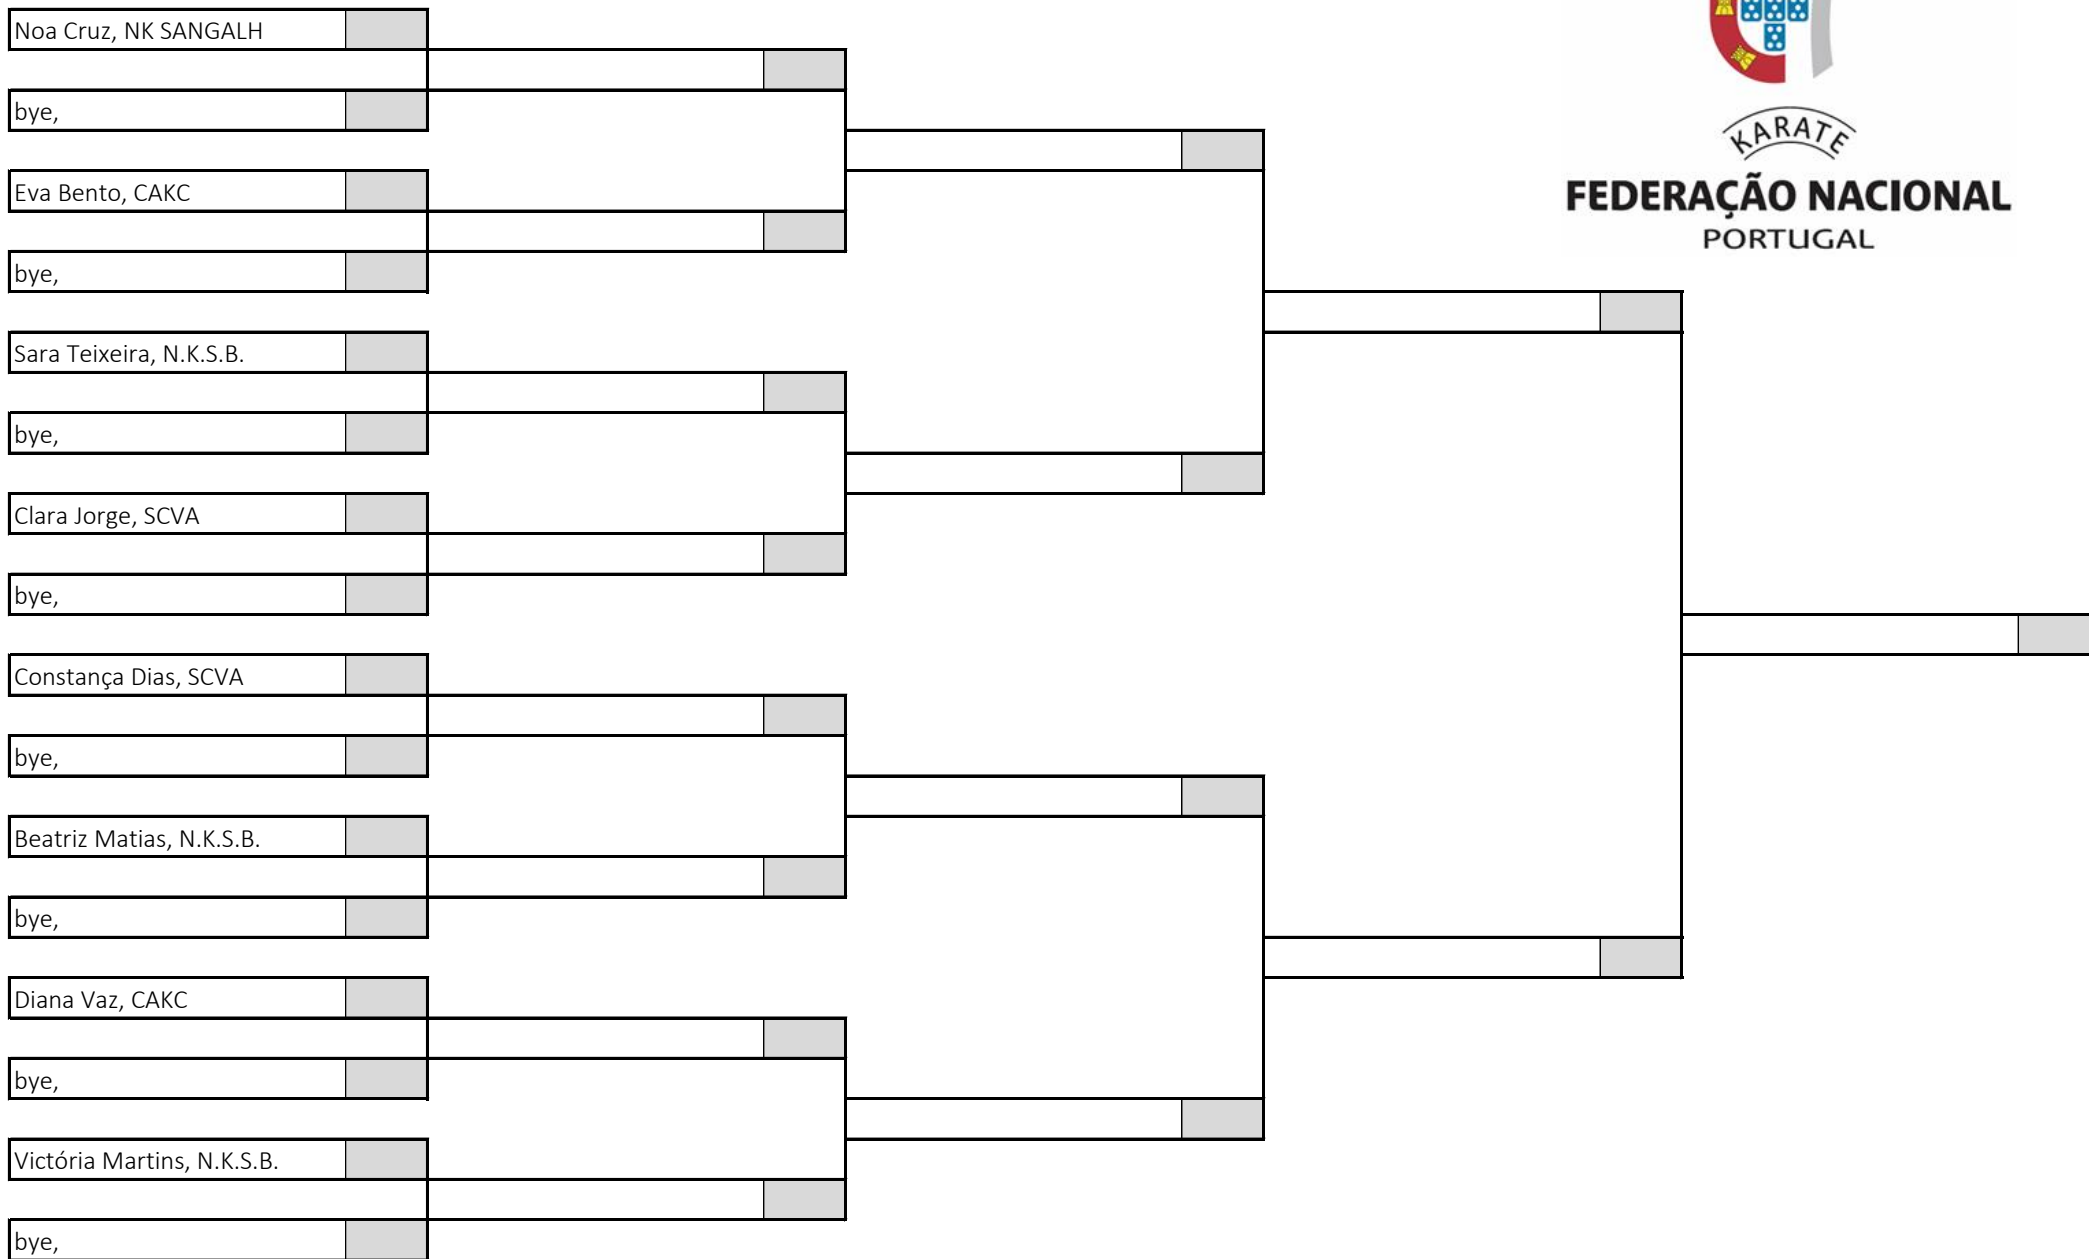 Noa Cruz, NK SANGALH
bye,
KARATE
Eva Bento, CAKC
FEDERAÇÃO NACIONAL
PORTUGAL
bye,
Sara Teixeira, N.K.S.B.
bye,
Clara Jorge, SCVA
bye,
Constança Dias, SCVA
bye,
Beatriz Matias, N.K.S.B.
bye,
Diana Vaz, CAKC
bye,
Victória Martins, N.K.S.B.
bye,